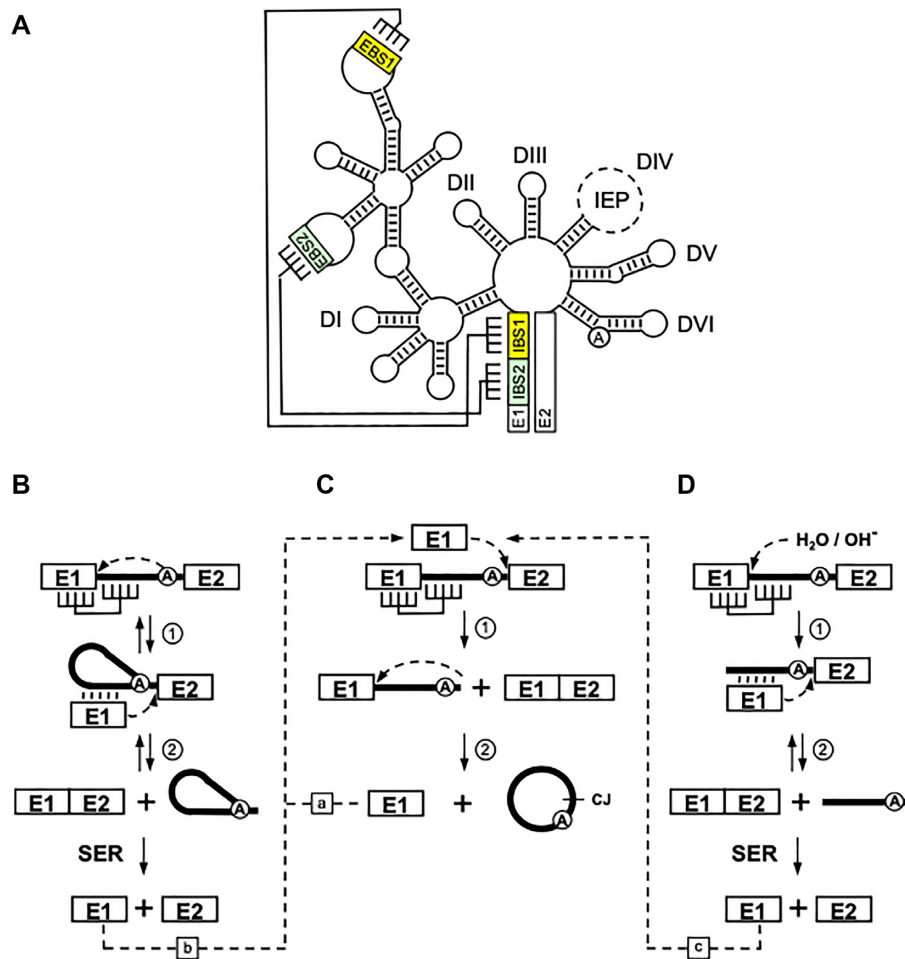 A
EBS1
DIII
DIV
DII
IEP
EBS2
DV
DI
DVI
A
IBS1
IBS2
E1
E2
B
C
D
E1
H₂O / OH⁻
E1 A E2
E1 A E2
E1 A E2
1
1
1
A E2
E1
E1 A + E1 E2
A E2
E1
2
2
2
E1 E2 + A
a
E1 + A CJ
E1 E2 + A
SER
SER
E1 + E2
E1 + E2
b
c